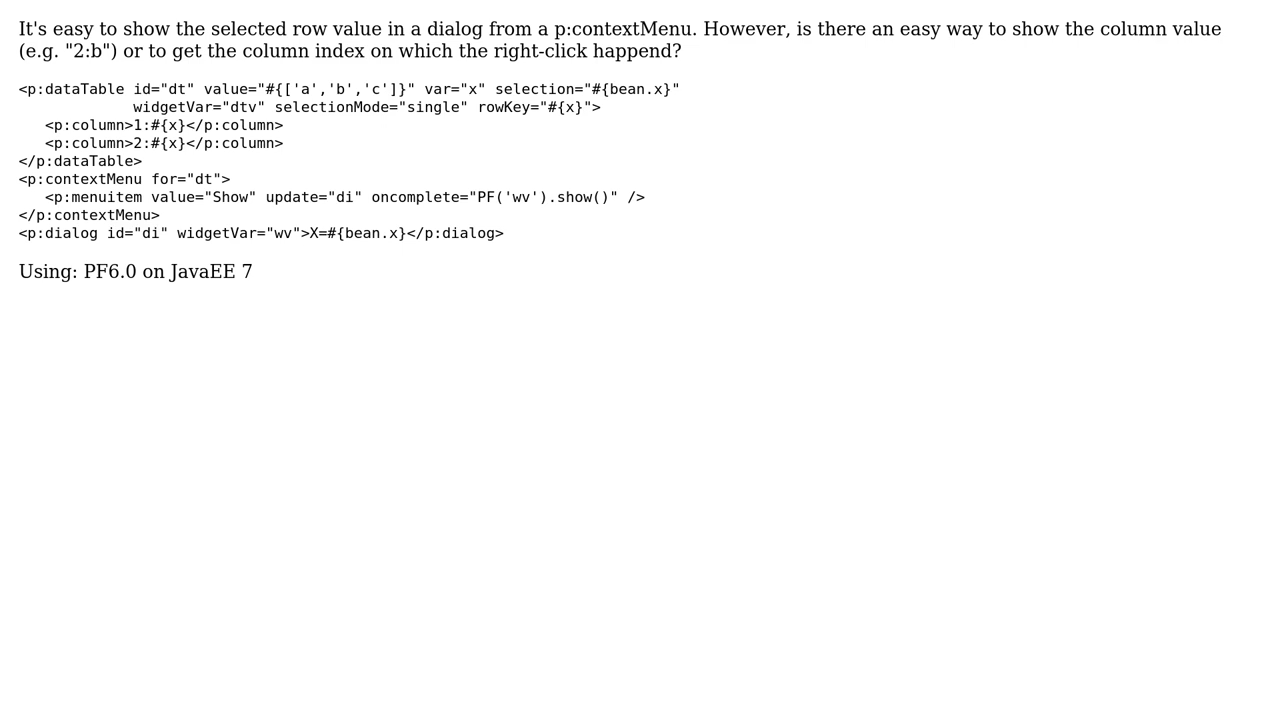 It's easy to show the selected row value in a dialog from a p:contextMenu. However, is there an easy way to show the column value
(e.g. "2:b") or to get the column index on which the right-click happend?
<p:dataTable id="dt" value="#{['a','b','c']}" var="x" selection="#{bean.x}"
             widgetVar="dtv" selectionMode="single" rowKey="#{x}">
   <p:column>1:#{x}</p:column>
   <p:column>2:#{x}</p:column>
</p:dataTable>
<p:contextMenu for="dt">
   <p:menuitem value="Show" update="di" oncomplete="PF('wv').show()" />
</p:contextMenu>
<p:dialog id="di" widgetVar="wv">X=#{bean.x}</p:dialog>
Using: PF6.0 on JavaEE 7